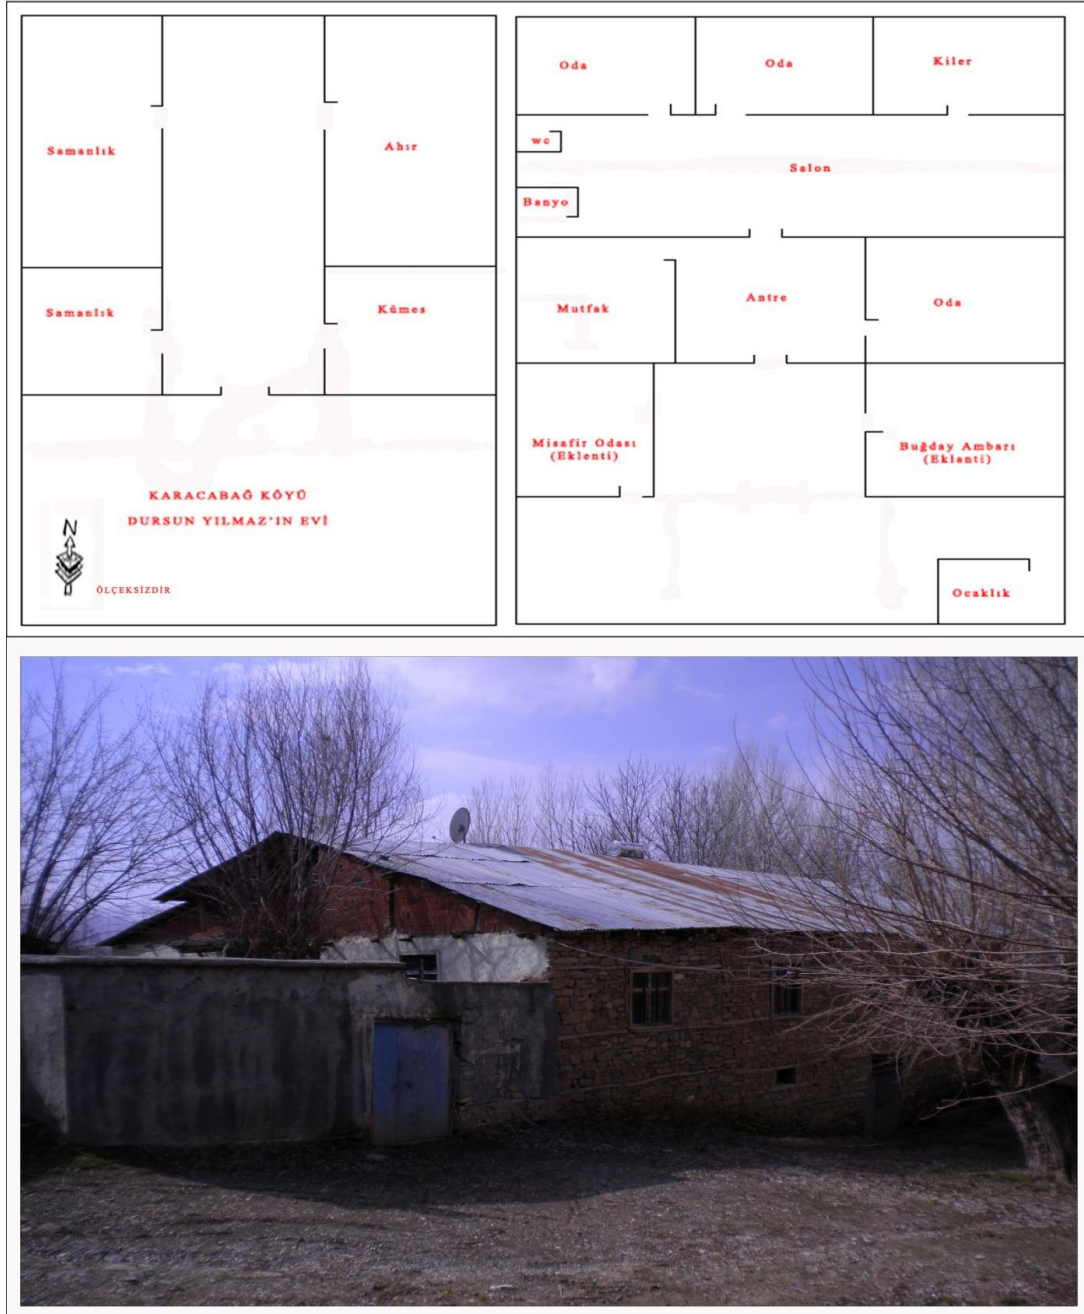 Samanlık
Ahır
Samanlık
Kümes
KARACABAĞ KÖYÜ
DURSUN YILMAZ'IN EVİ
N
ÖLÇEKSİZDİR
Oda
Oda
Kiler
wc
Salon
Banyo
Mutfak
Antre
Oda
Misafir Odası
(Eklenti)
Buğday Ambarı
(Eklanti)
Ocaklık